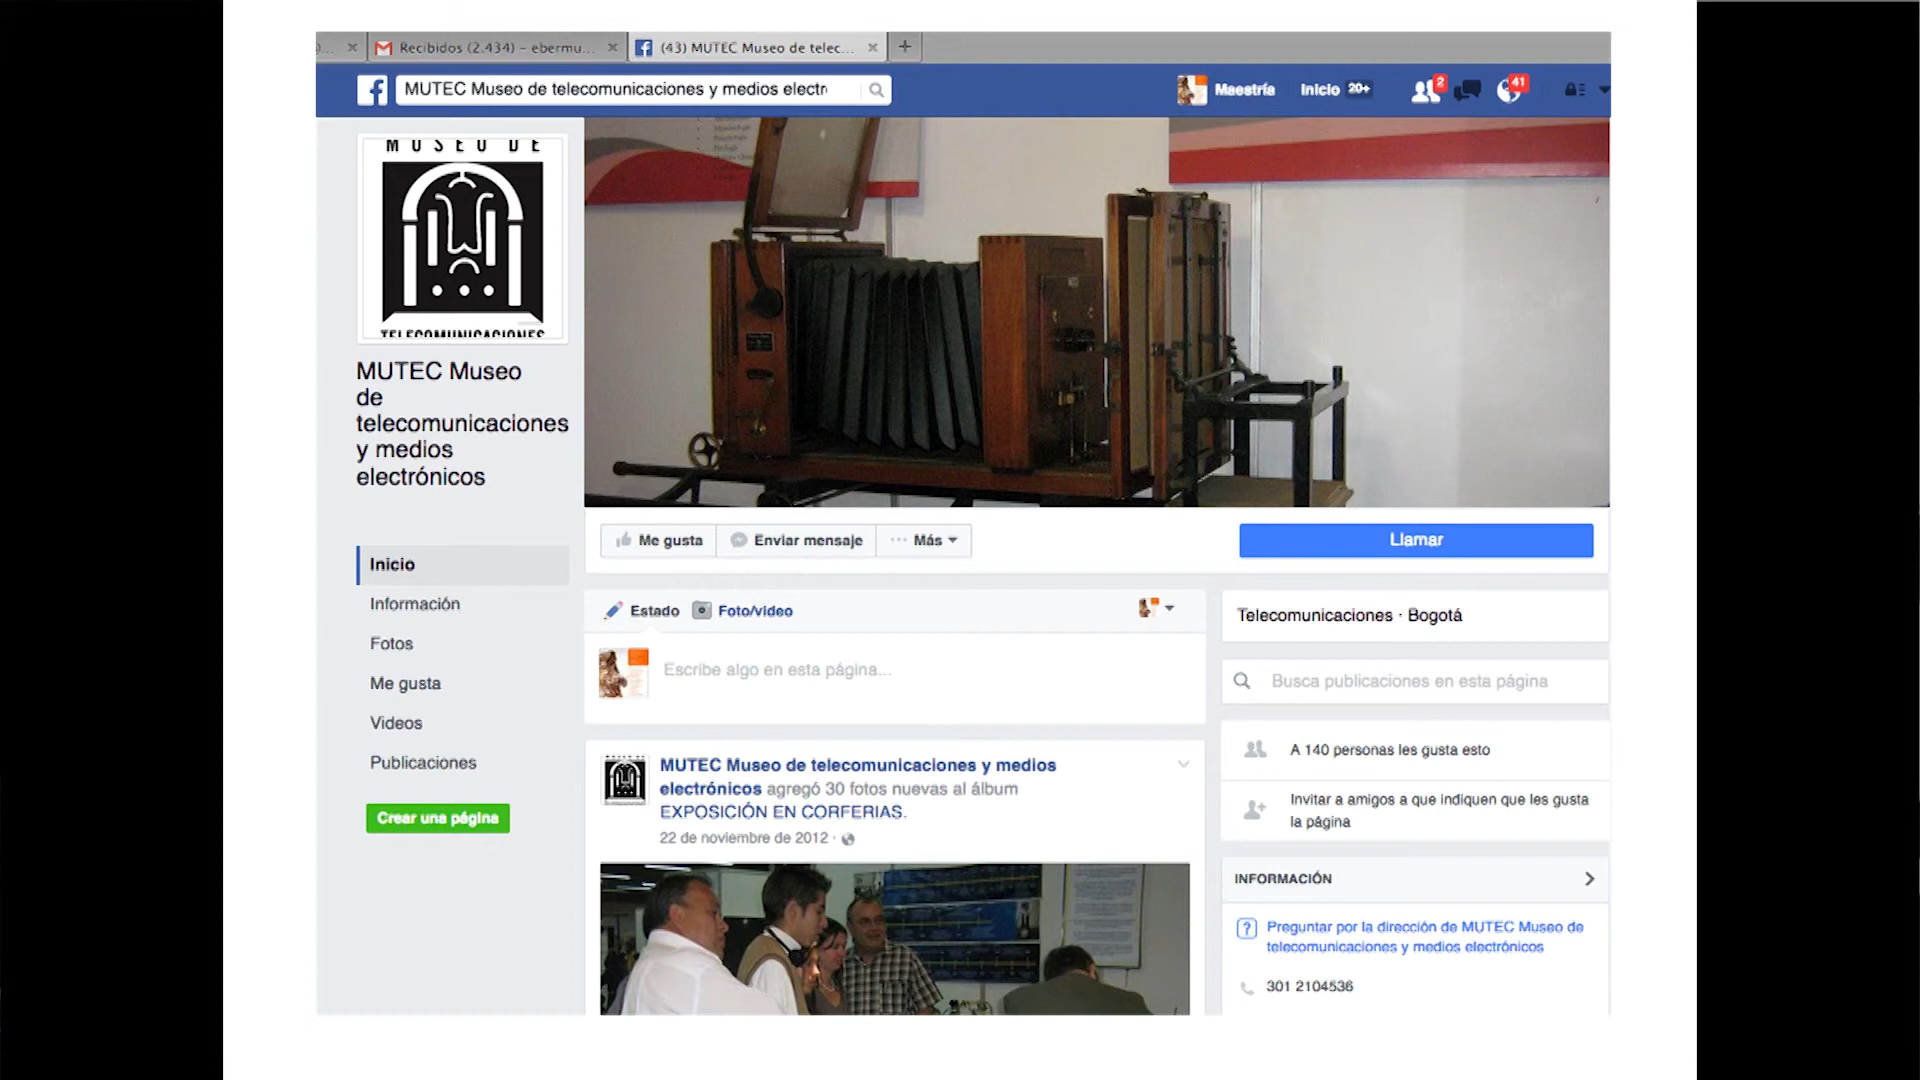 Recibidos (2.434) – ebermu...
(43) MUTEC Museo de telec...
MUTEC Museo de telecomunicaciones y medios electr
Maestría
Inicio 20+
2
41
MUSEO DE
TELECOMUNICACIONES
MUTEC Museo
de
telecomunicaciones
y medios
electrónicos
Inicio
Información
Fotos
Me gusta
Videos
Publicaciones
Crear una página
Me gusta
Enviar mensaje
··· Más
Llamar
Estado
Foto/video
Escribe algo en esta página...
MUTEC Museo de telecomunicaciones y medios
electrónicos agregó 30 fotos nuevas al álbum
EXPOSICIÓN EN CORFERIAS.
22 de noviembre de 2012 ·
Telecomunicaciones · Bogotá
Busca publicaciones en esta página
A 140 personas les gusta esto
Invitar a amigos a que indiquen que les gusta
la página
INFORMACIÓN
Preguntar por la dirección de MUTEC Museo de
telecomunicaciones y medios electrónicos
301 2104536